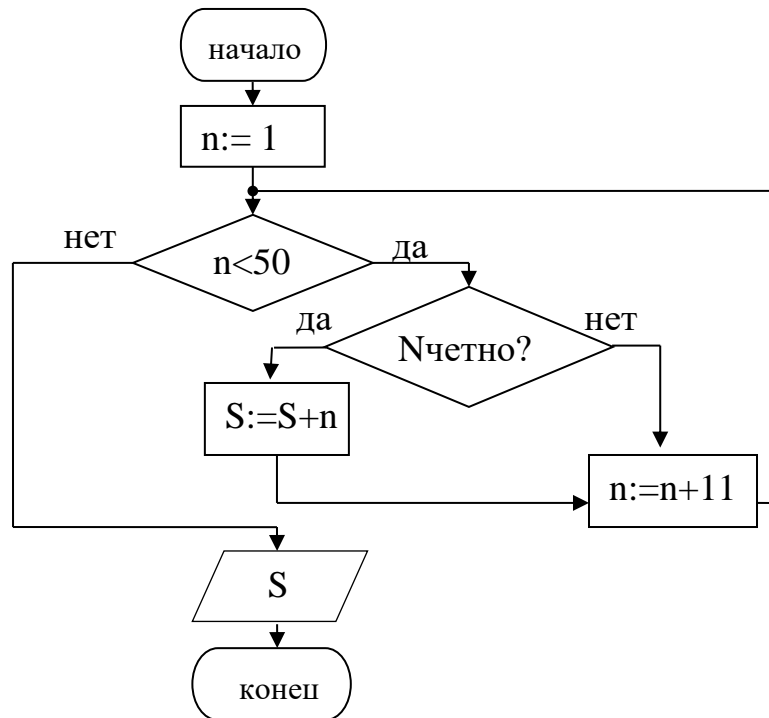 начало
n:= 1
нет
n<50
да
да
Nчетно?
нет
S:=S+n
n:=n+11
S
конец